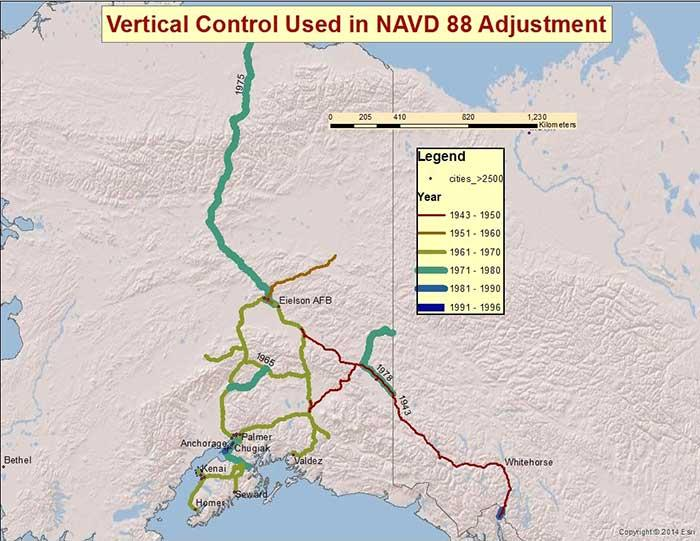 Vertical Control Used in NAVD 88 Adjustment
1975
0 205 410 820 1,230
Kilometers
Legend
cities_>2500
Year
1943 - 1950
1951 - 1960
1961 - 1970
1971 - 1980
1981 - 1990
1991 - 1996
Eielson AFB
1965
1978
1943
Palmer
Anchorage
Chugiak
Bethel
Kenai
Valdez
Whitehorse
Seward
Homer
Copyright © 2014 Esri